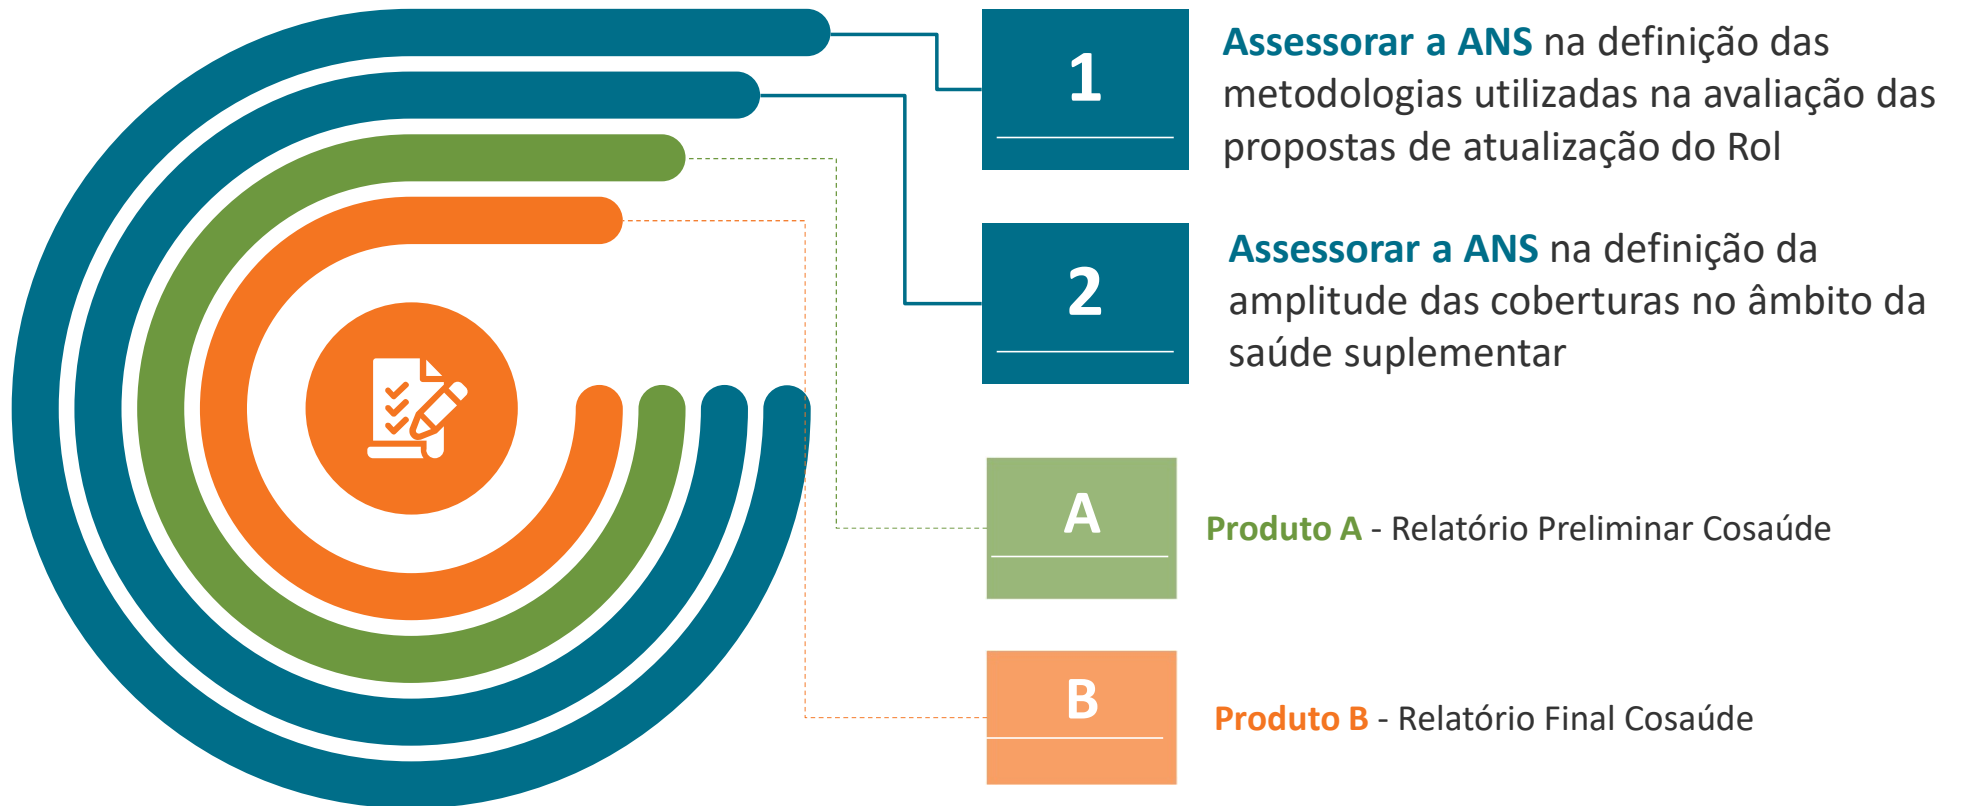 1
Assessorar a ANS na definição das
metodologias utilizadas na avaliação das
propostas de atualização do Rol
2
Assessorar a ANS na definição da
amplitude das coberturas no âmbito da
saúde suplementar
A
Produto A - Relatório Preliminar Cosaúde
B
Produto B - Relatório Final Cosaúde